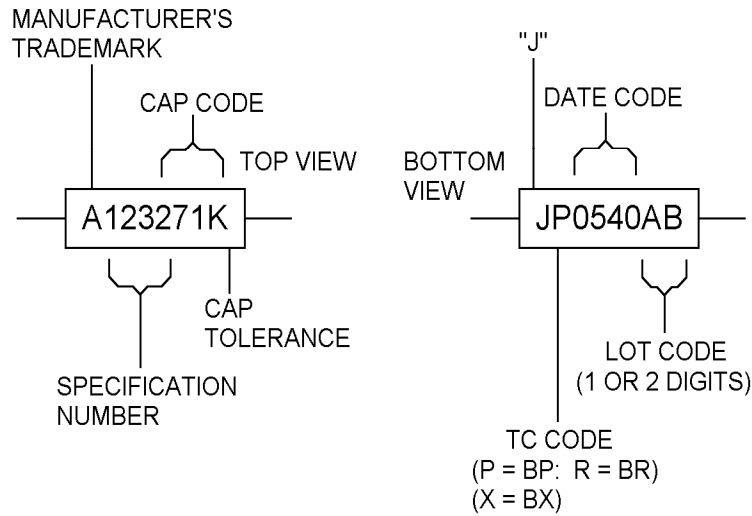 MANUFACTURER'S
TRADEMARK
CAP CODE
TOP VIEW
A123271K
CAP
TOLERANCE
SPECIFICATION
NUMBER
"J"
DATE CODE
BOTTOM
VIEW
JP0540AB
LOT CODE
(1 OR 2 DIGITS)
TC CODE
(P = BP: R = BR)
(X = BX)